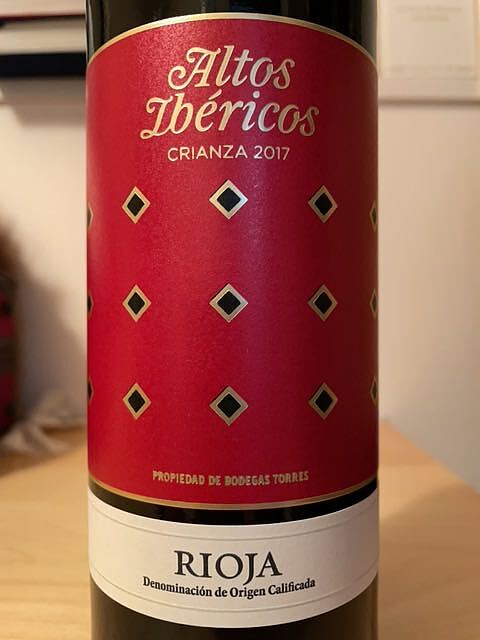 Altos
Ibéricos
CRIANZA 2017
PROPIEDAD DE BODEGAS TORRES
RIOJA
Denominación de Origen Calificada